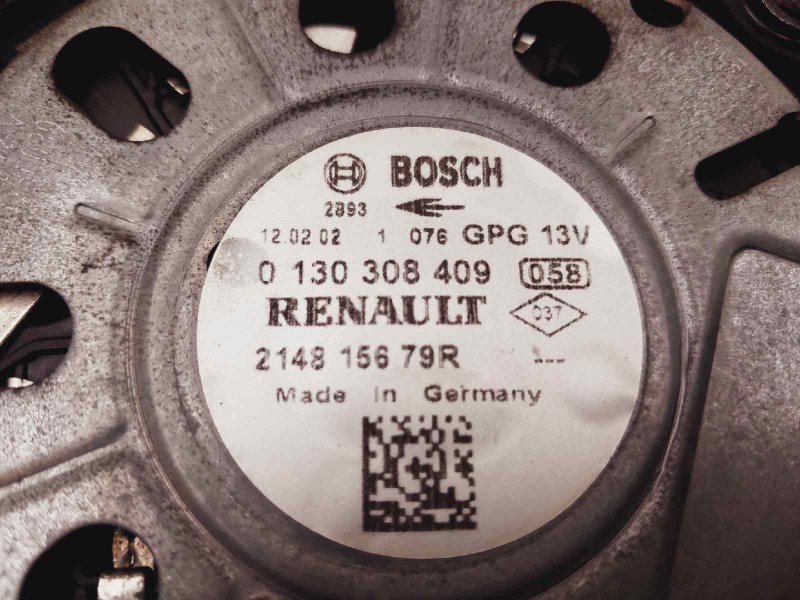 BOSCH
2893
12.02.02 1 076 GPG 13V
0 130 308 409 058
RENAULT 037
2148 156 79R ---
Made in Germany